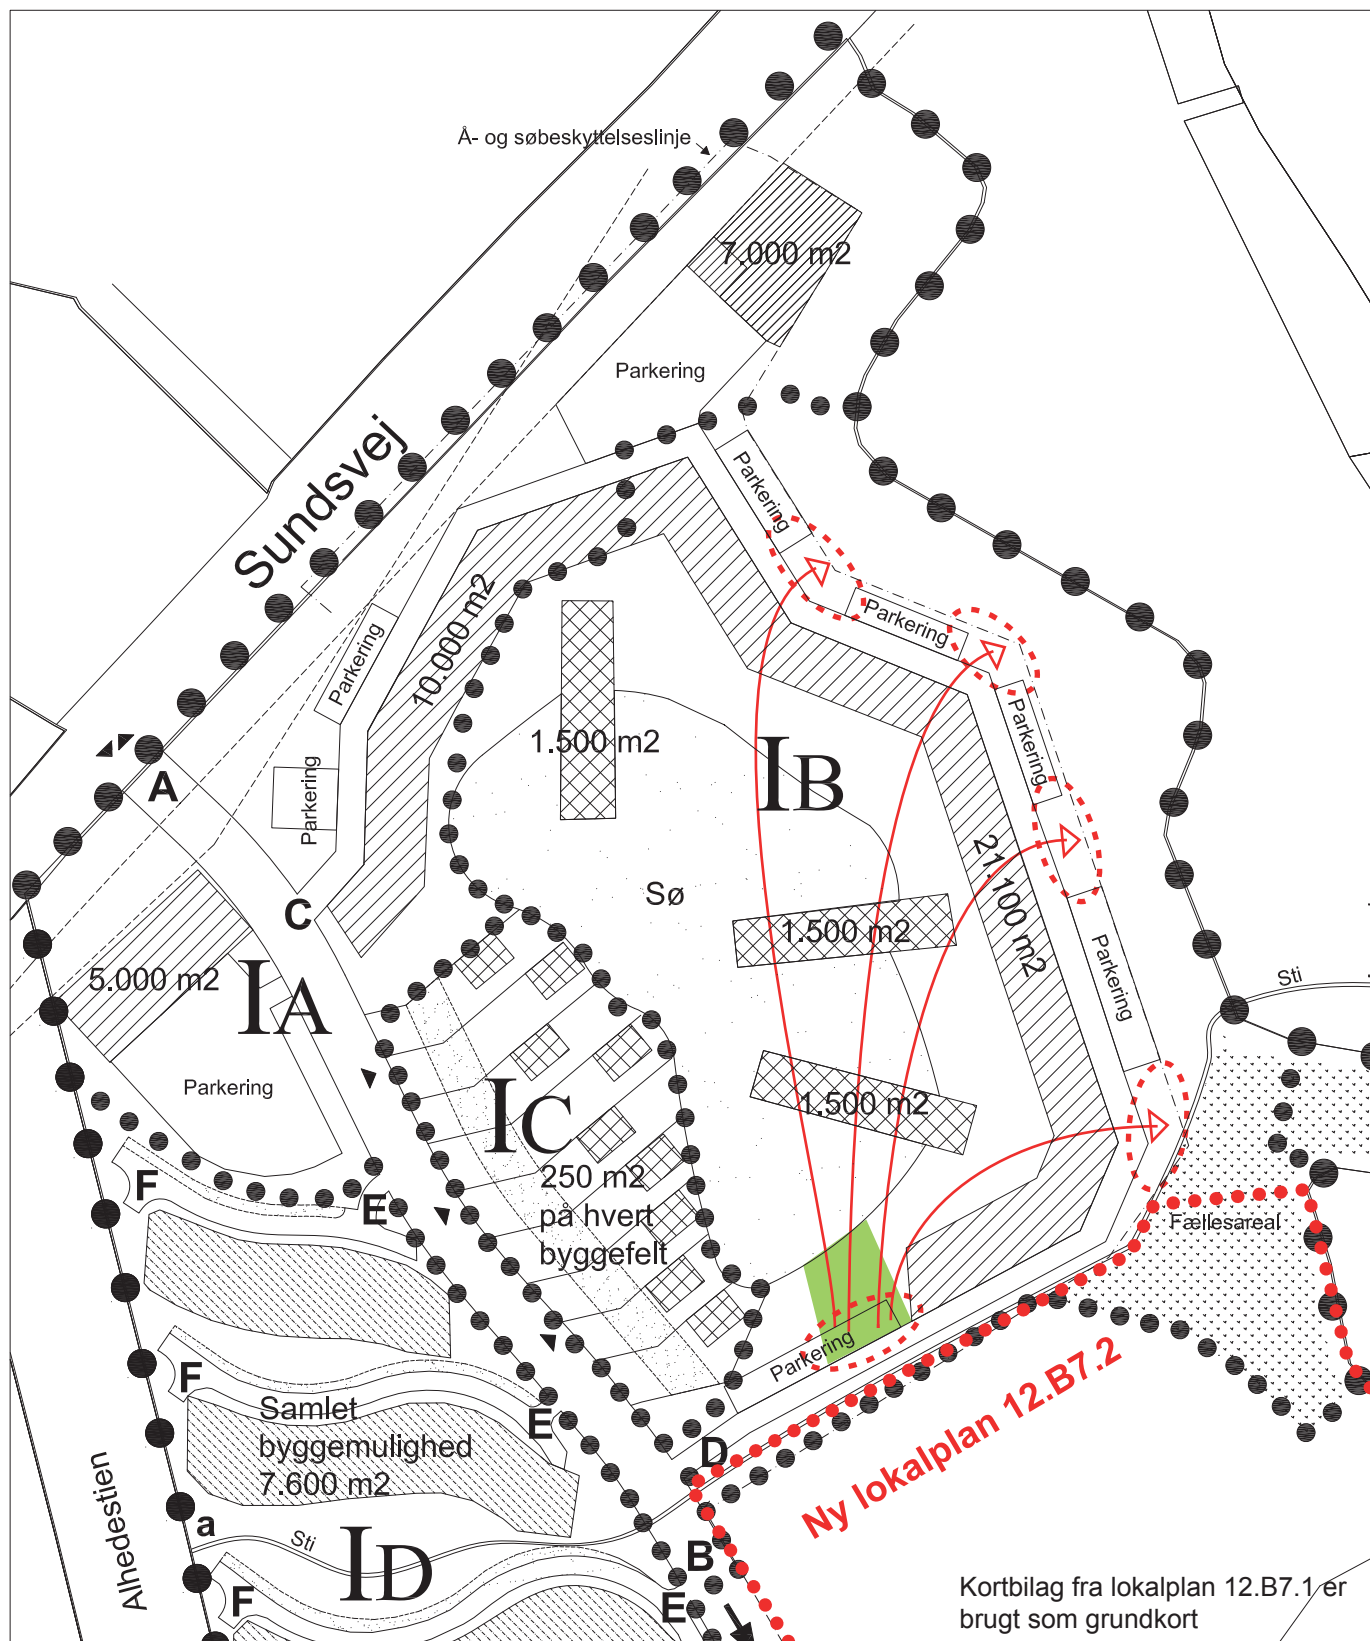 Å- og søbeskyttelseslinje
7.000 m2
Parkering
Sundsvej
Parkering
10.000 m2
Parkering
Parkering
Parkering
1.500 m2
IB
Parkering
A
Parkering
21.100 m2
Sø
C
1.500 m2
5.000 m2
IA
Parkering
Sti
Parkering
IC
1.500 m2
250 m2
på hvert
byggefelt
F
E
Fællesareal
Parkering
F
Samlet
byggemulighed
7.600 m2
E
D
Ny lokalplan 12.B7.2
Alhedestien
a
Sti
ID
B
F
E
Kortbilag fra lokalplan 12.B7.1 er
brugt som grundkort